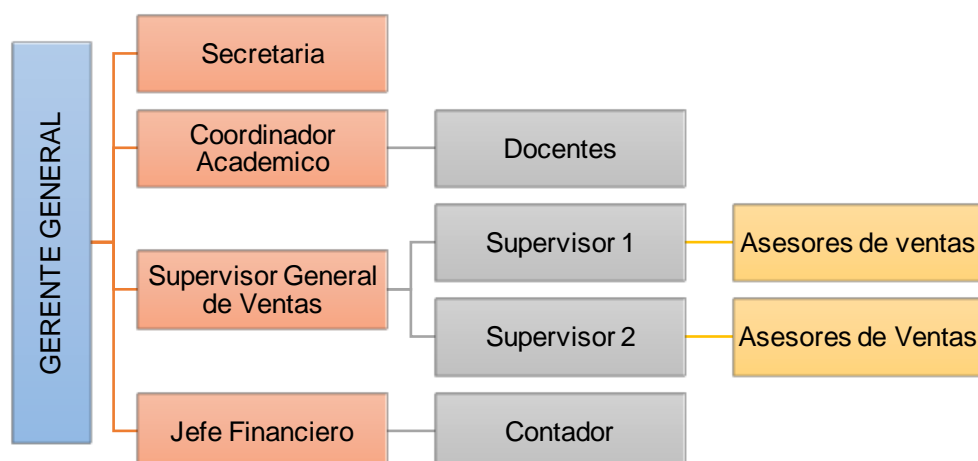 GERENTE GENERAL
Secretaria
Coordinador
Academico
Docentes
Supervisor General
de Ventas
Supervisor 1
Asesores de ventas
Supervisor 2
Asesores de Ventas
Jefe Financiero
Contador